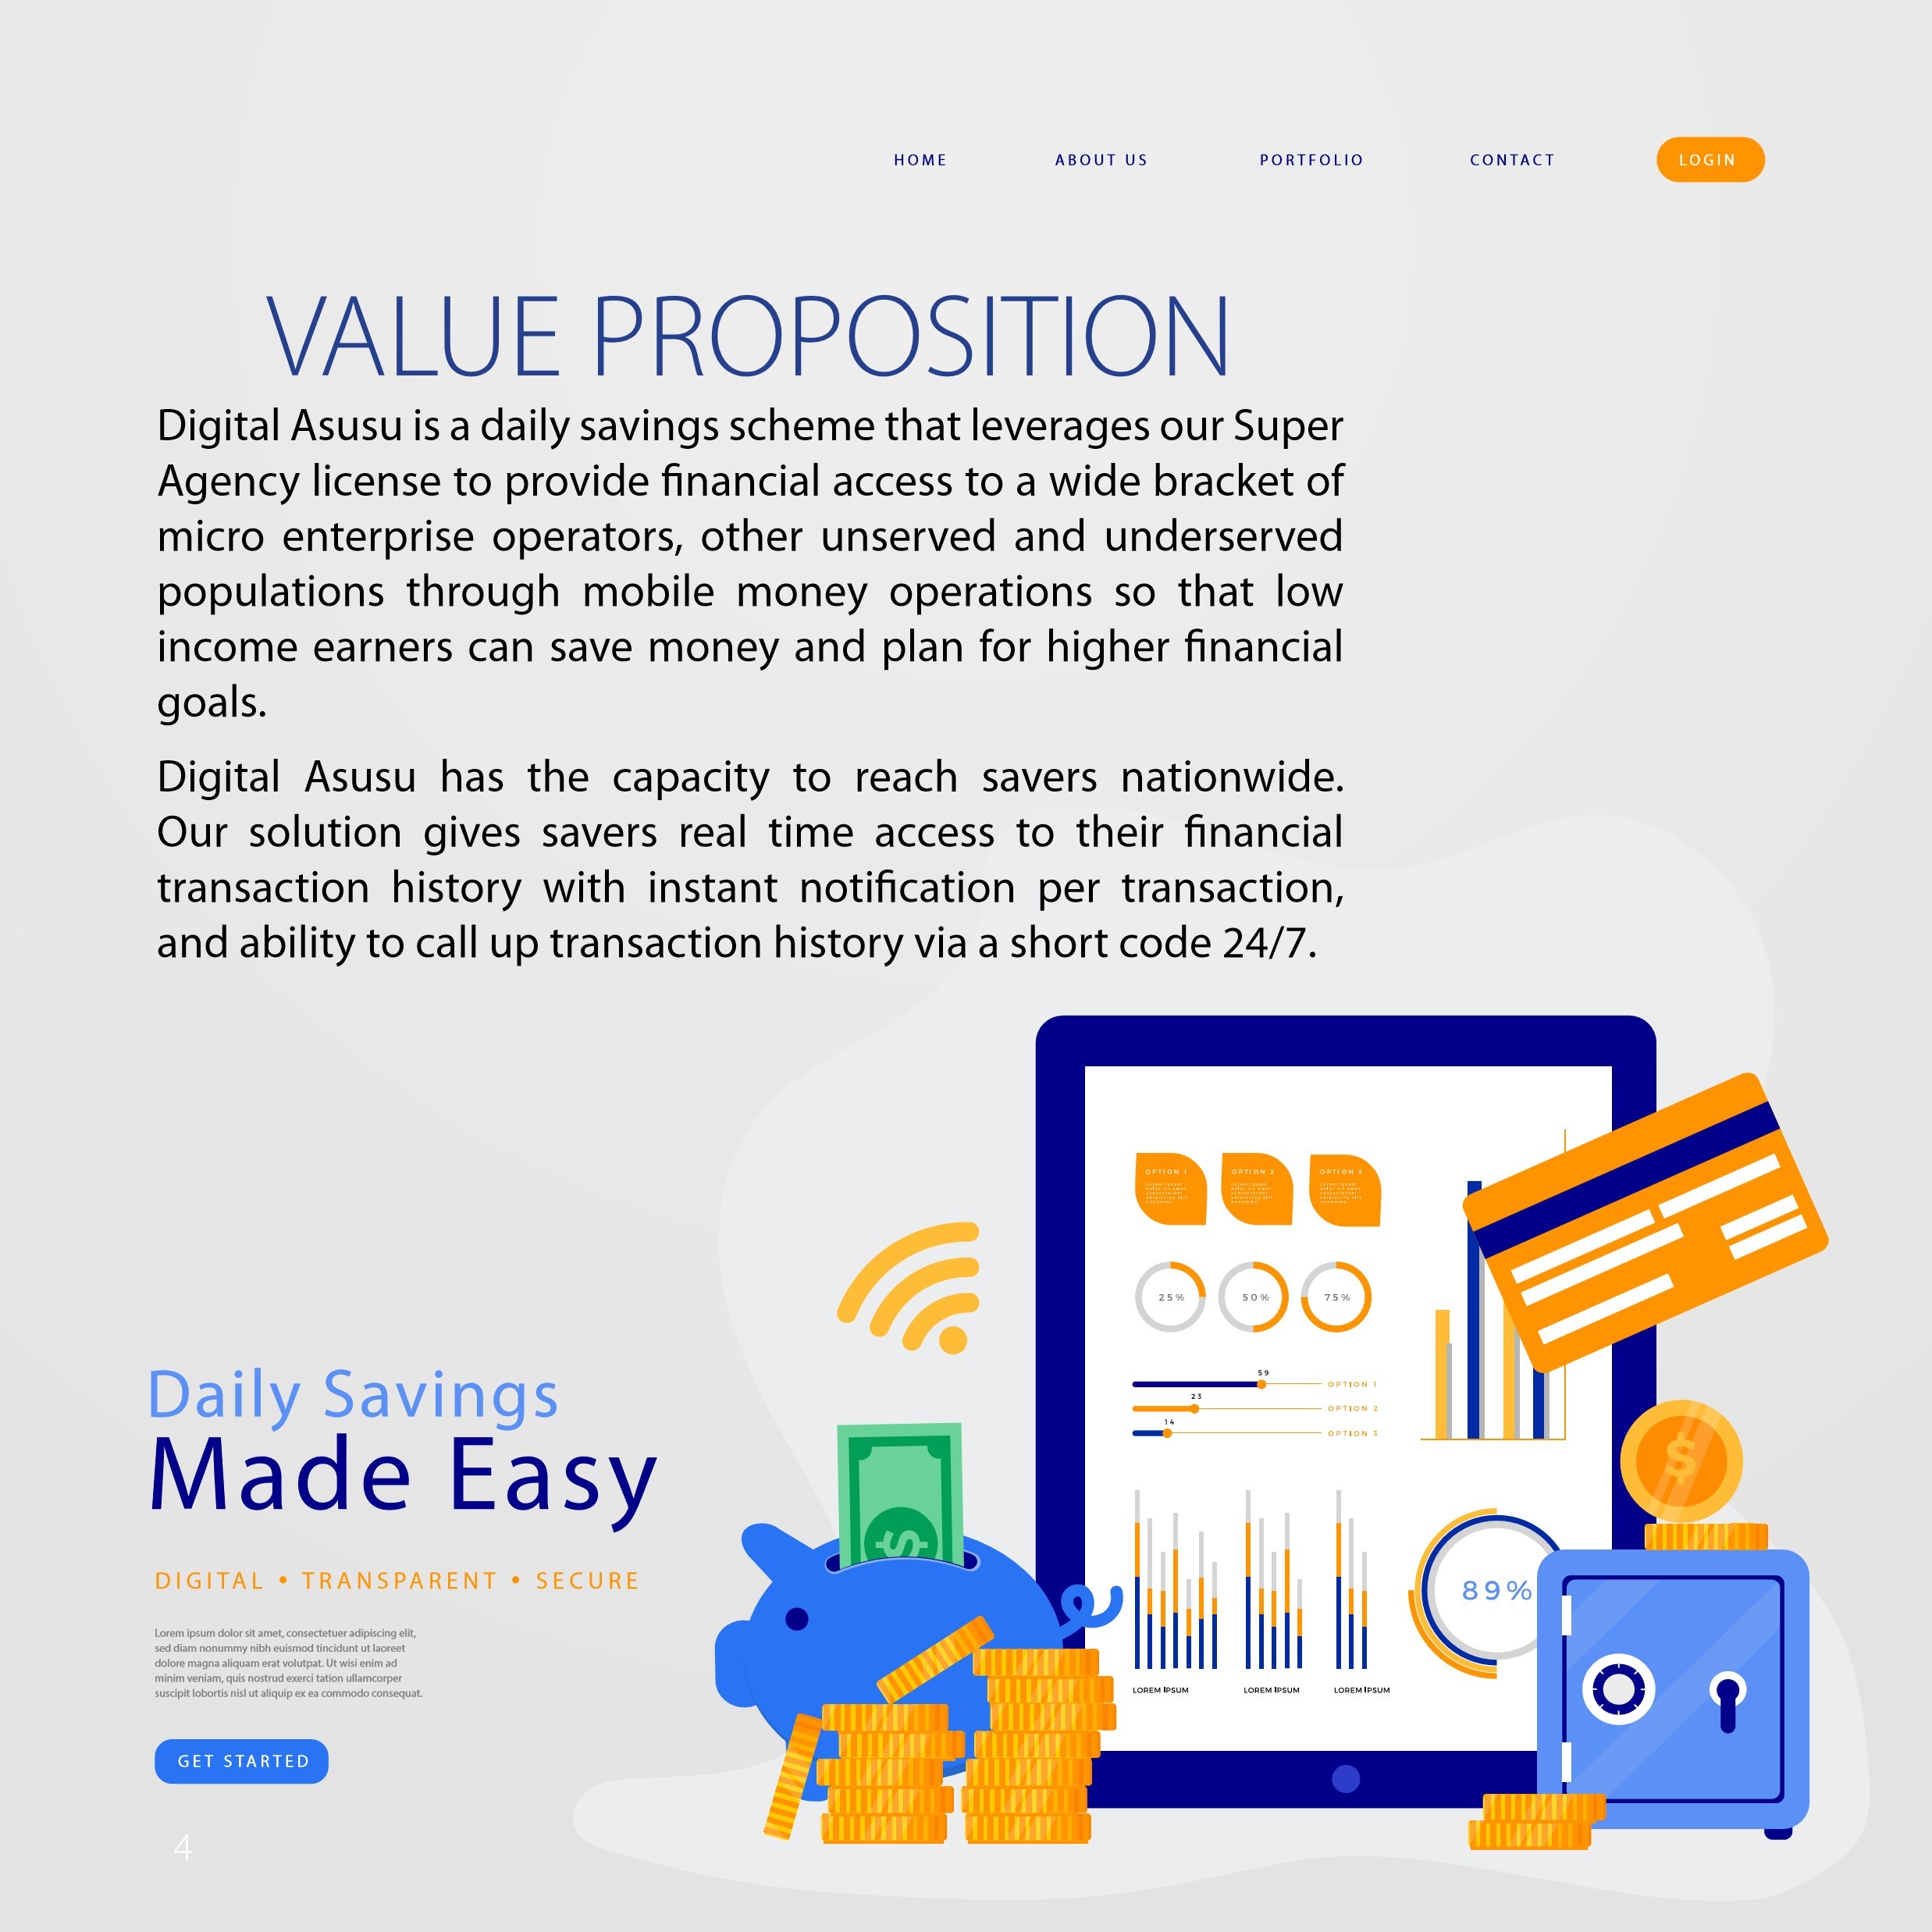 HOME ABOUT US PORTFOLIO CONTACT LOGIN
VALUE PROPOSITION
Digital Asusu is a daily savings scheme that leverages our Super
Agency license to provide financial access to a wide bracket of
micro enterprise operators, other unserved and underserved
populations through mobile money operations so that low
income earners can save money and plan for higher financial
goals.
Digital Asusu has the capacity to reach savers nationwide.
Our solution gives savers real time access to their financial
transaction history with instant notification per transaction,
and ability to call up transaction history via a short code 24/7.
OPTION 1 OPTION 2 OPTION 3
25% 50% 75%
59
OPTION 1
23
OPTION 2
14
OPTION 3
89%
LOREM IPSUM LOREM IPSUM LOREM IPSUM
$
$
Daily Savings
Made Easy
DIGITAL • TRANSPARENT • SECURE
Lorem ipsum dolor sit amet, consectetuer adipiscing elit,
sed diam nonummy nibh euismod tincidunt ut laoreet
dolore magna aliquam erat volutpat. Ut wisi enim ad
minim veniam, quis nostrud exerci tation ullamcorper
suscipit lobortis nisl ut aliquip ex ea commodo consequat.
GET STARTED
4